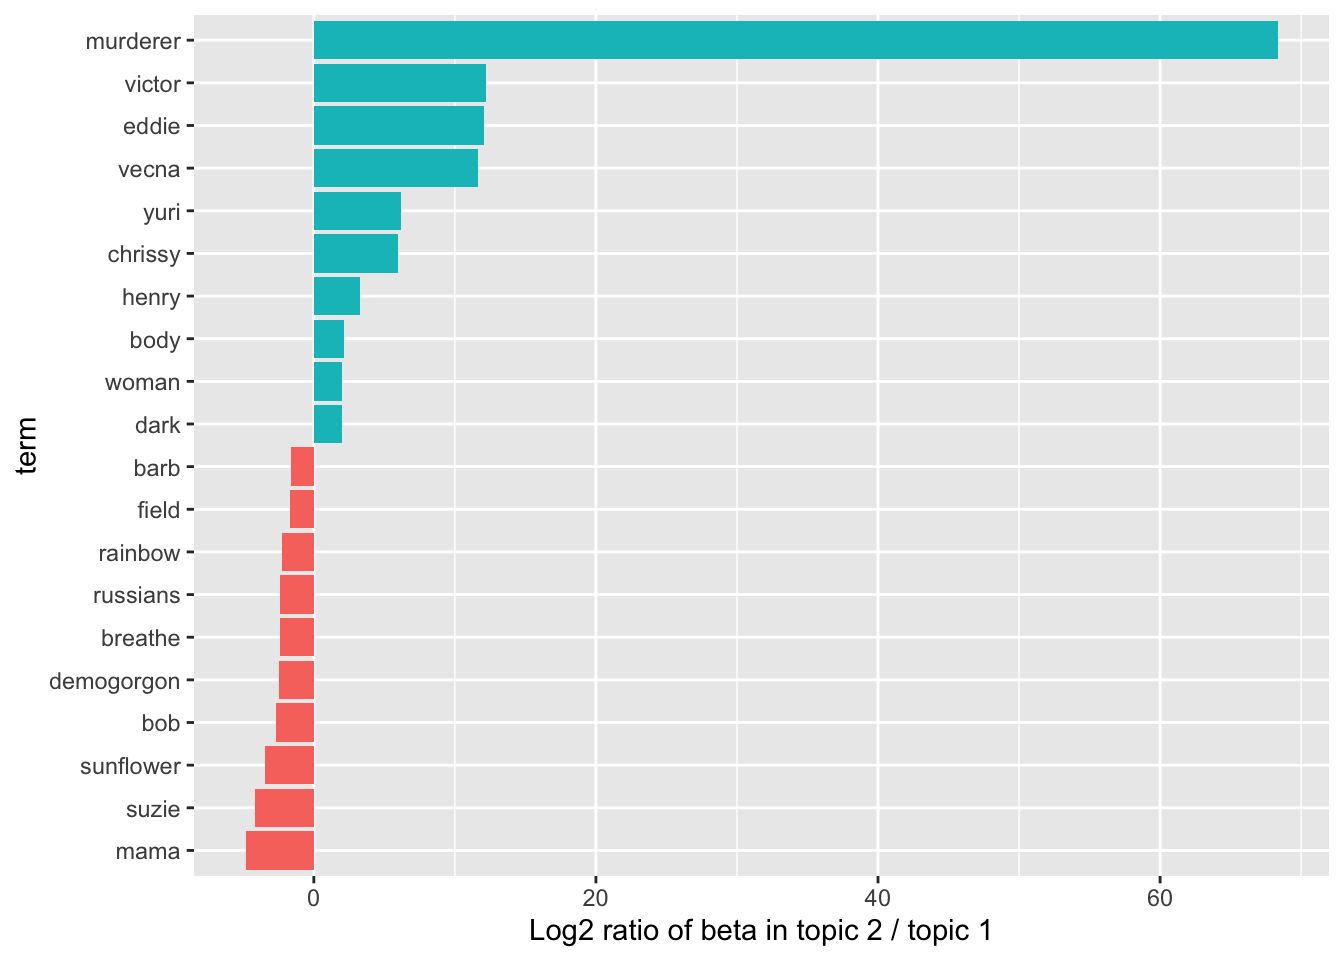 murderer
victor
eddie
vecna
yuri
chrissy
henry
body
woman
dark
barb
field
rainbow
russians
breathe
demogorgon
bob
sunflower
suzie
mama
term
0 20 40 60
Log2 ratio of beta in topic 2 / topic 1